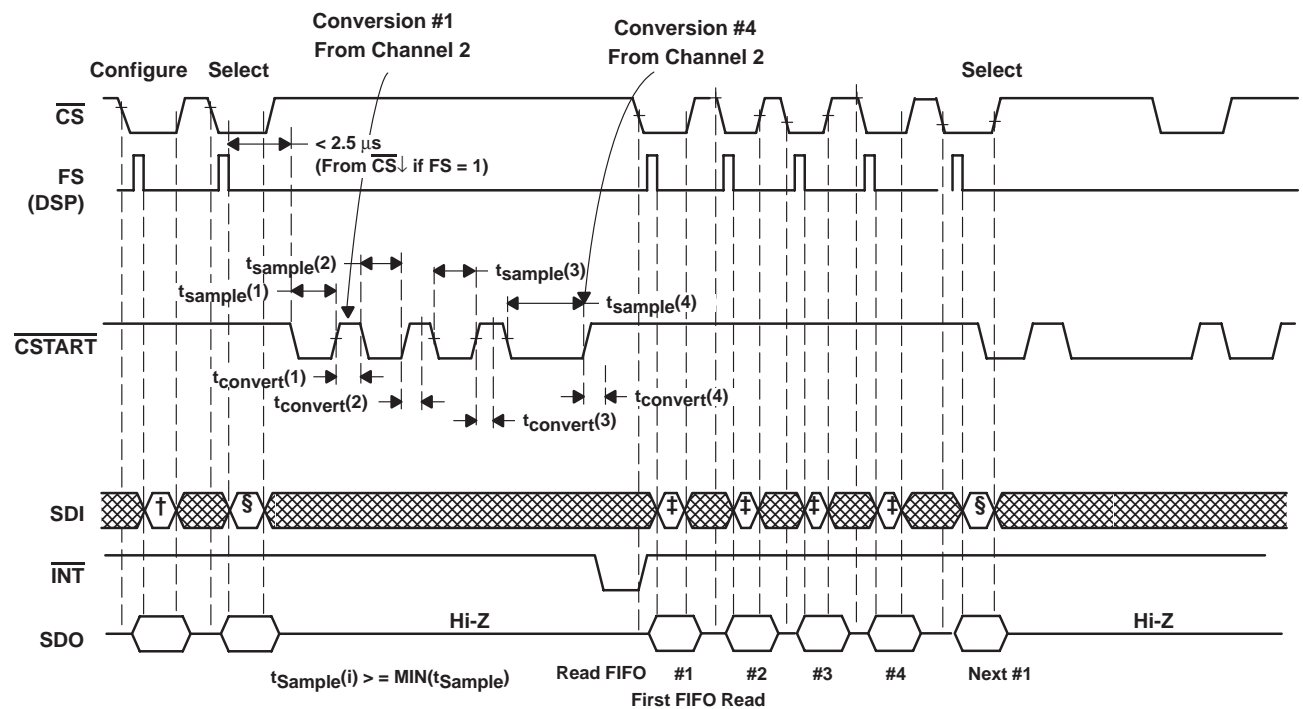 Conversion #1
From Channel 2
Conversion #4
From Channel 2
Configure
Select
Select
CS
< 2.5 μs
(From CS↓ if FS = 1)
FS
(DSP)
tsample(2)
tsample(1)
tsample(3)
tsample(4)
CSTART
tconvert(1)
tconvert(2)
tconvert(3)
tconvert(4)
SDI
†
§
‡
‡
‡
‡
§
INT
SDO
Hi-Z
Hi-Z
tSample(i) > = MIN(tSample)
Read FIFO
#1
#2
#3
#4
Next #1
First FIFO Read